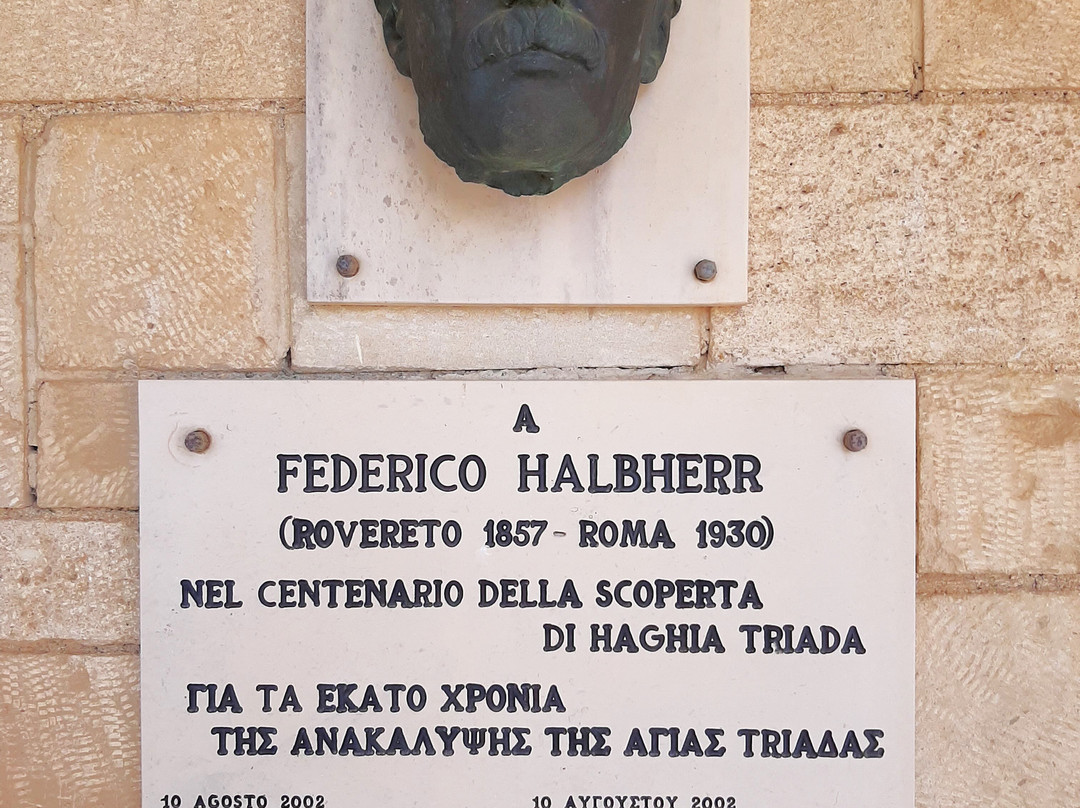 A
FEDERICO HALBHERR
(ROVERETO 1857 - ROMA 1930)
NEL CENTENARIO DELLA SCOPERTA
DI HAGHIA TRIADA
ΓΙΑ ΤΑ ΕΚΑΤΟ ΧΡΟΝΙΑ
ΤΗΣ ΑΝΑΚΑΛΥΨΗΣ ΤΗΣ ΑΓΙΑΣ ΤRΙΑΔΑΣ
10 AGOSTO 2002 10 ΑΥΓΟΥΣΤΟΥ 2002